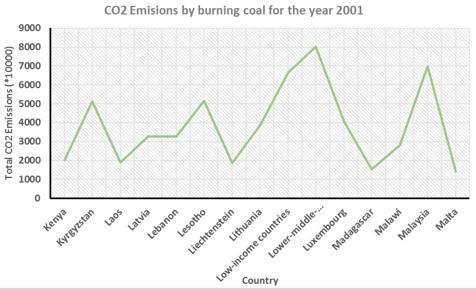 CO2 Emisions by burning coal for the year 2001
Total CO2 Emissions (*10000)
9000
8000
7000
6000
5000
4000
3000
2000
1000
0
Kenya
Kyrgyzstan
Laos
Latvia
Lebanon
Lesotho
Liechtenstein
Lithuania
Low-income countries
Lower-middle-...
Luxembourg
Madagascar
Malawi
Malaysia
Malta
Country